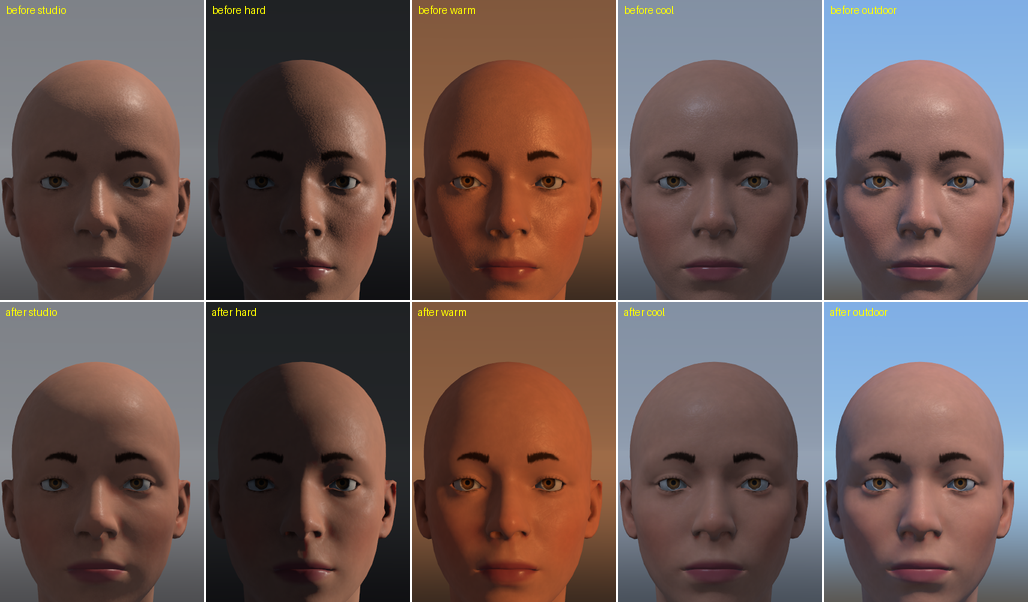 before studio
before hard
before warm
before cool
before outdoor
after studio
after hard
after warm
after cool
after outdoor